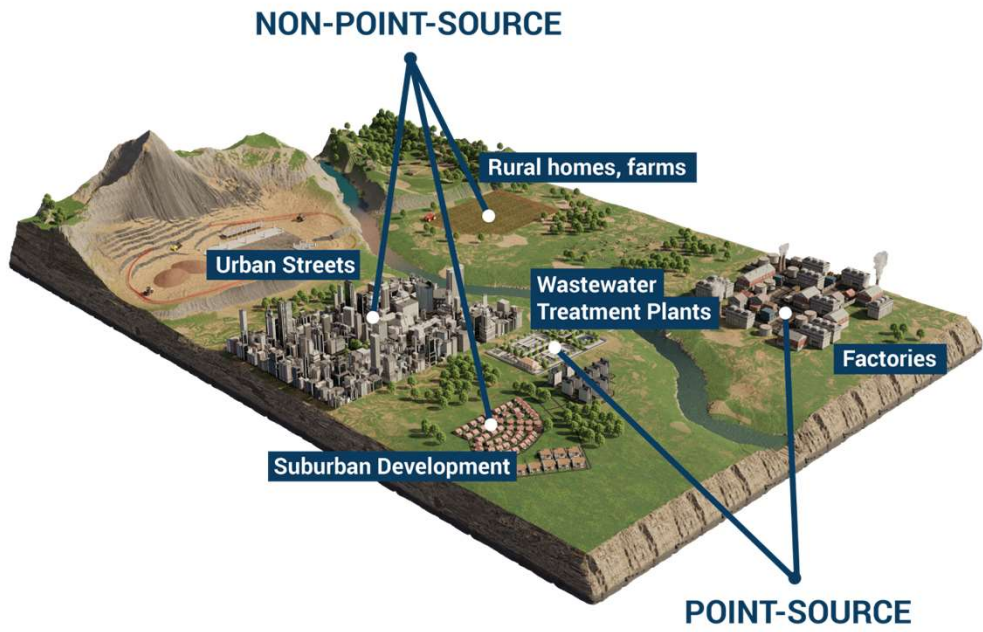 NON-POINT-SOURCE
Rural homes, farms
Urban Streets
Wastewater
Treatment Plants
Factories
Suburban Development
POINT-SOURCE